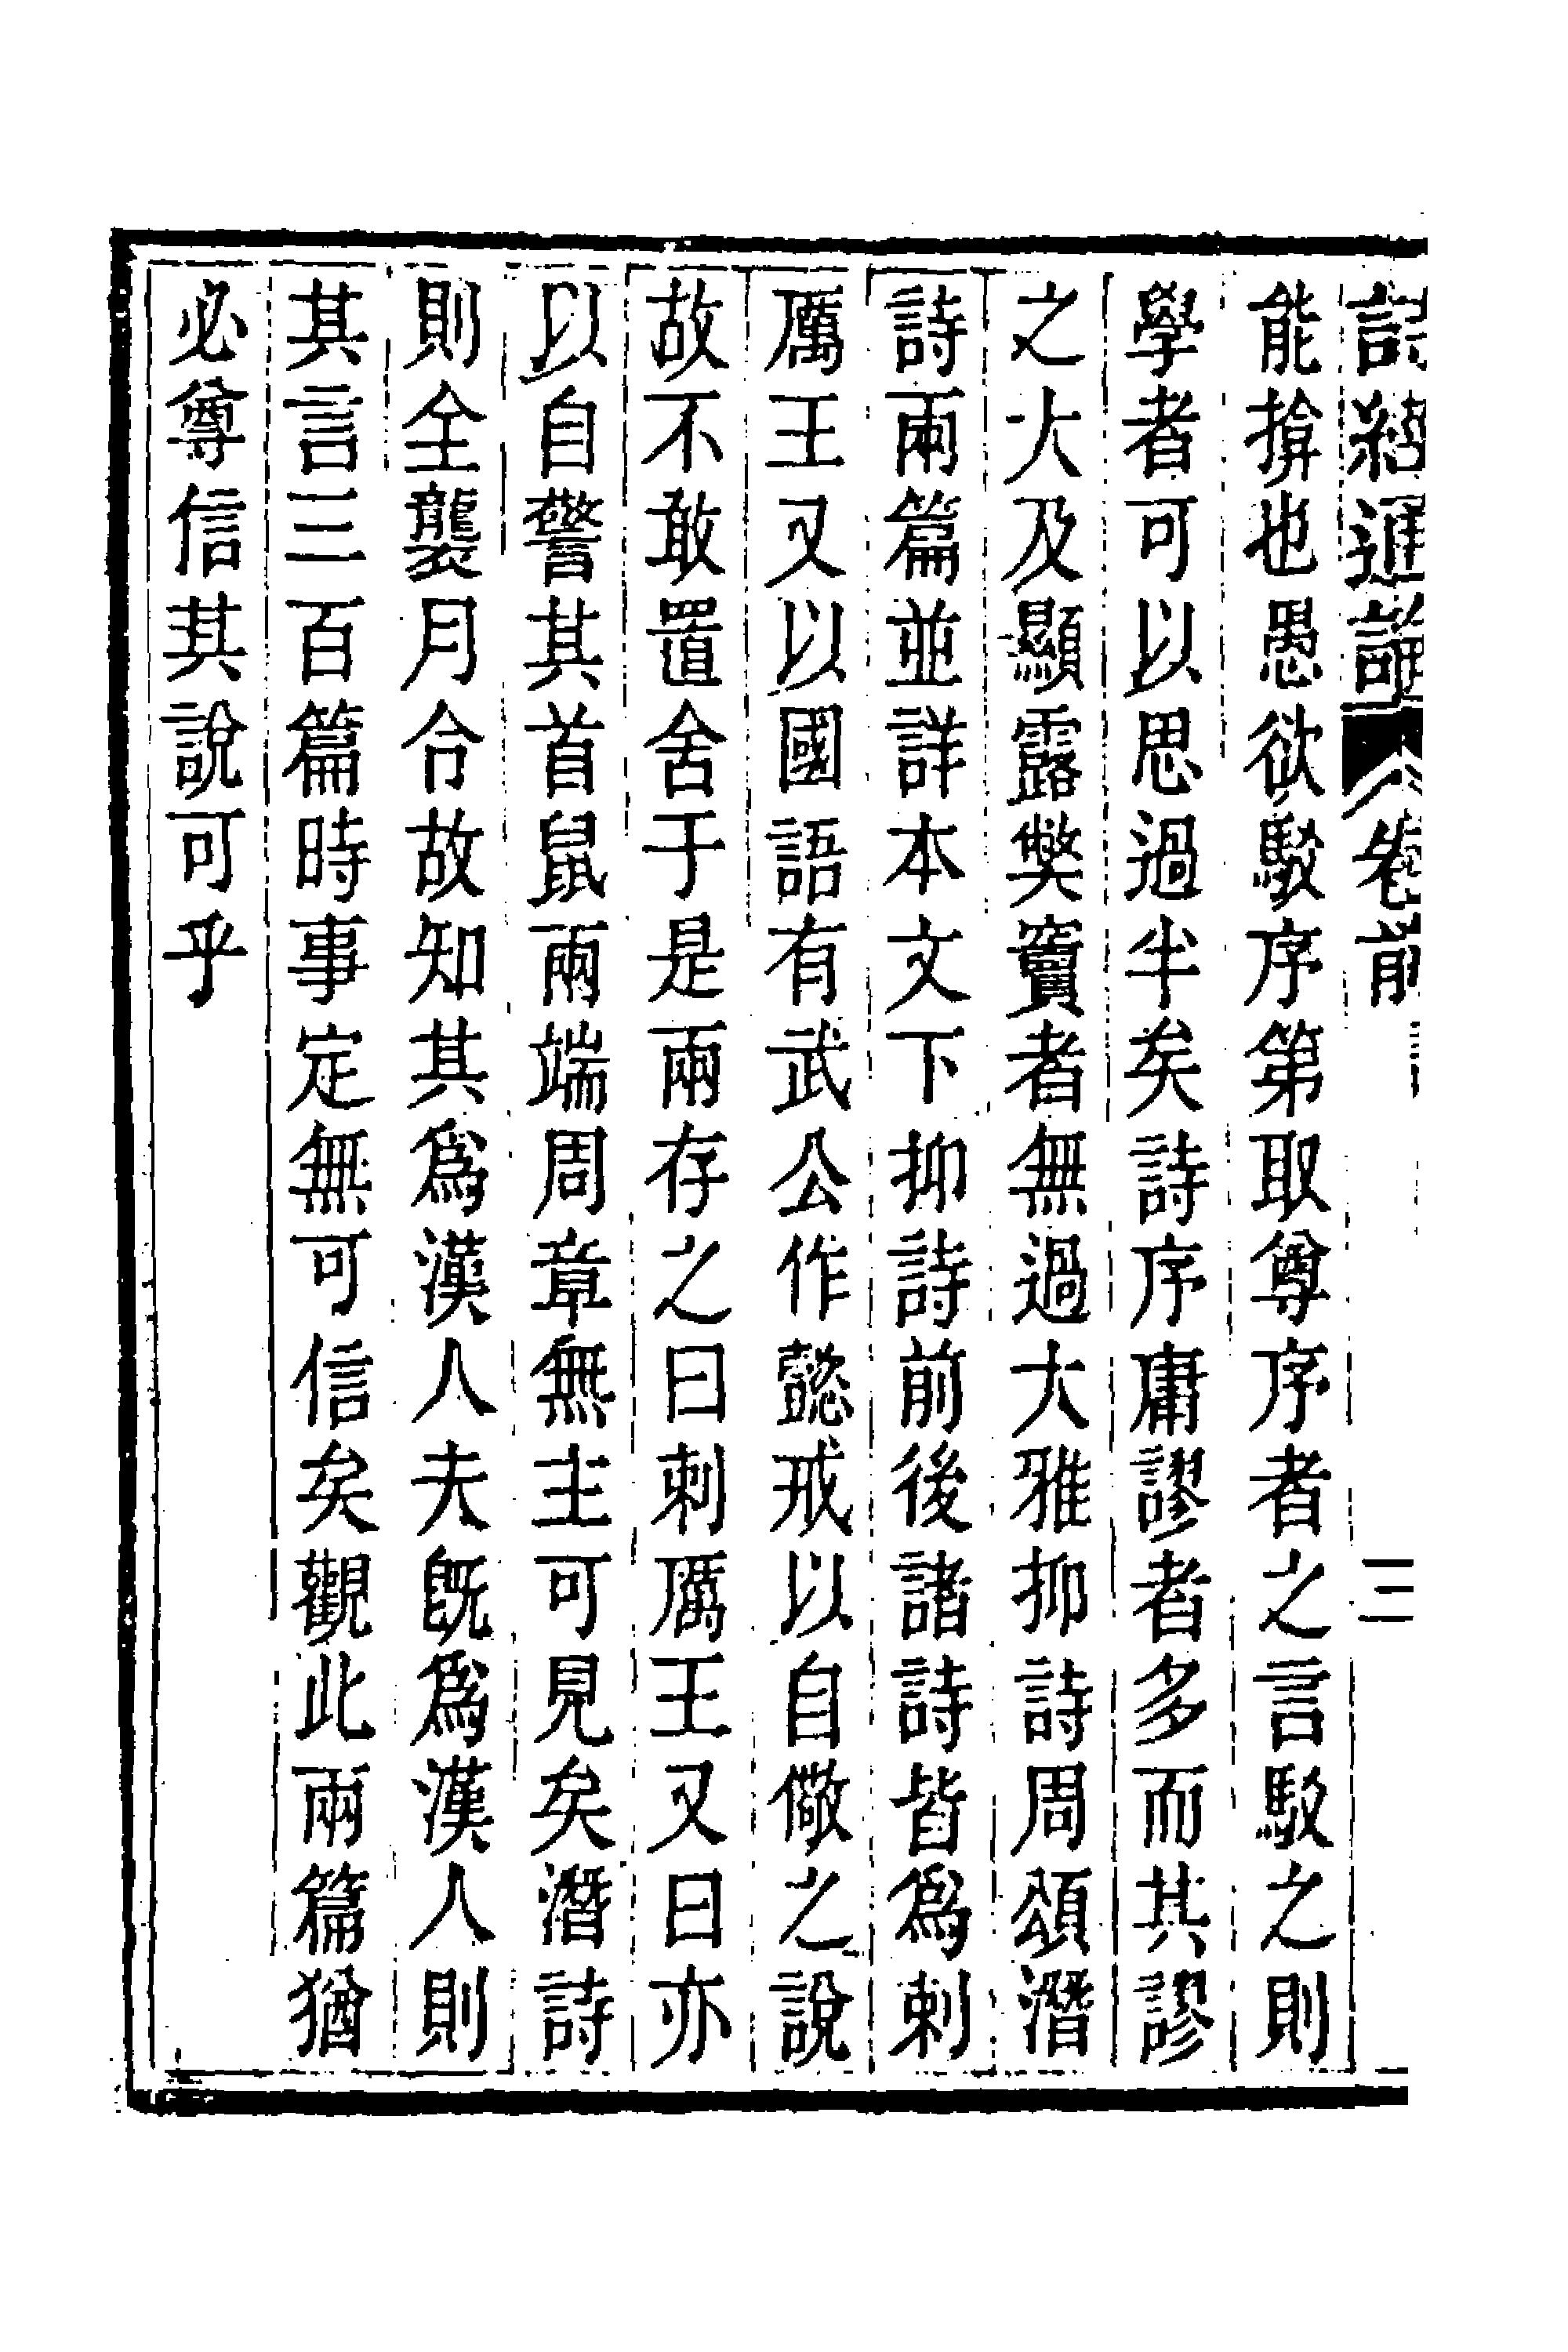 詩經通論 卷前 二
能揜也愚欲駁序第取尊序者之言駁之則
學者可以思過半矣詩序庸謬者多而其謬
之大及顯露獘竇者無過大雅抑詩周頌潛
詩兩篇並詳本文下抑詩前後諸詩皆爲刺
厲王又以國語有武公作懿戒以自儆之說
故不敢置舍于是兩存之曰刺厲王又曰亦
以自警其首鼠兩端周章無主可見矣潛詩
則全襲月令故知其爲漢人夫既爲漢人則
其言三百篇時事定無可信矣觀此兩篇猶
必尊信其說可乎